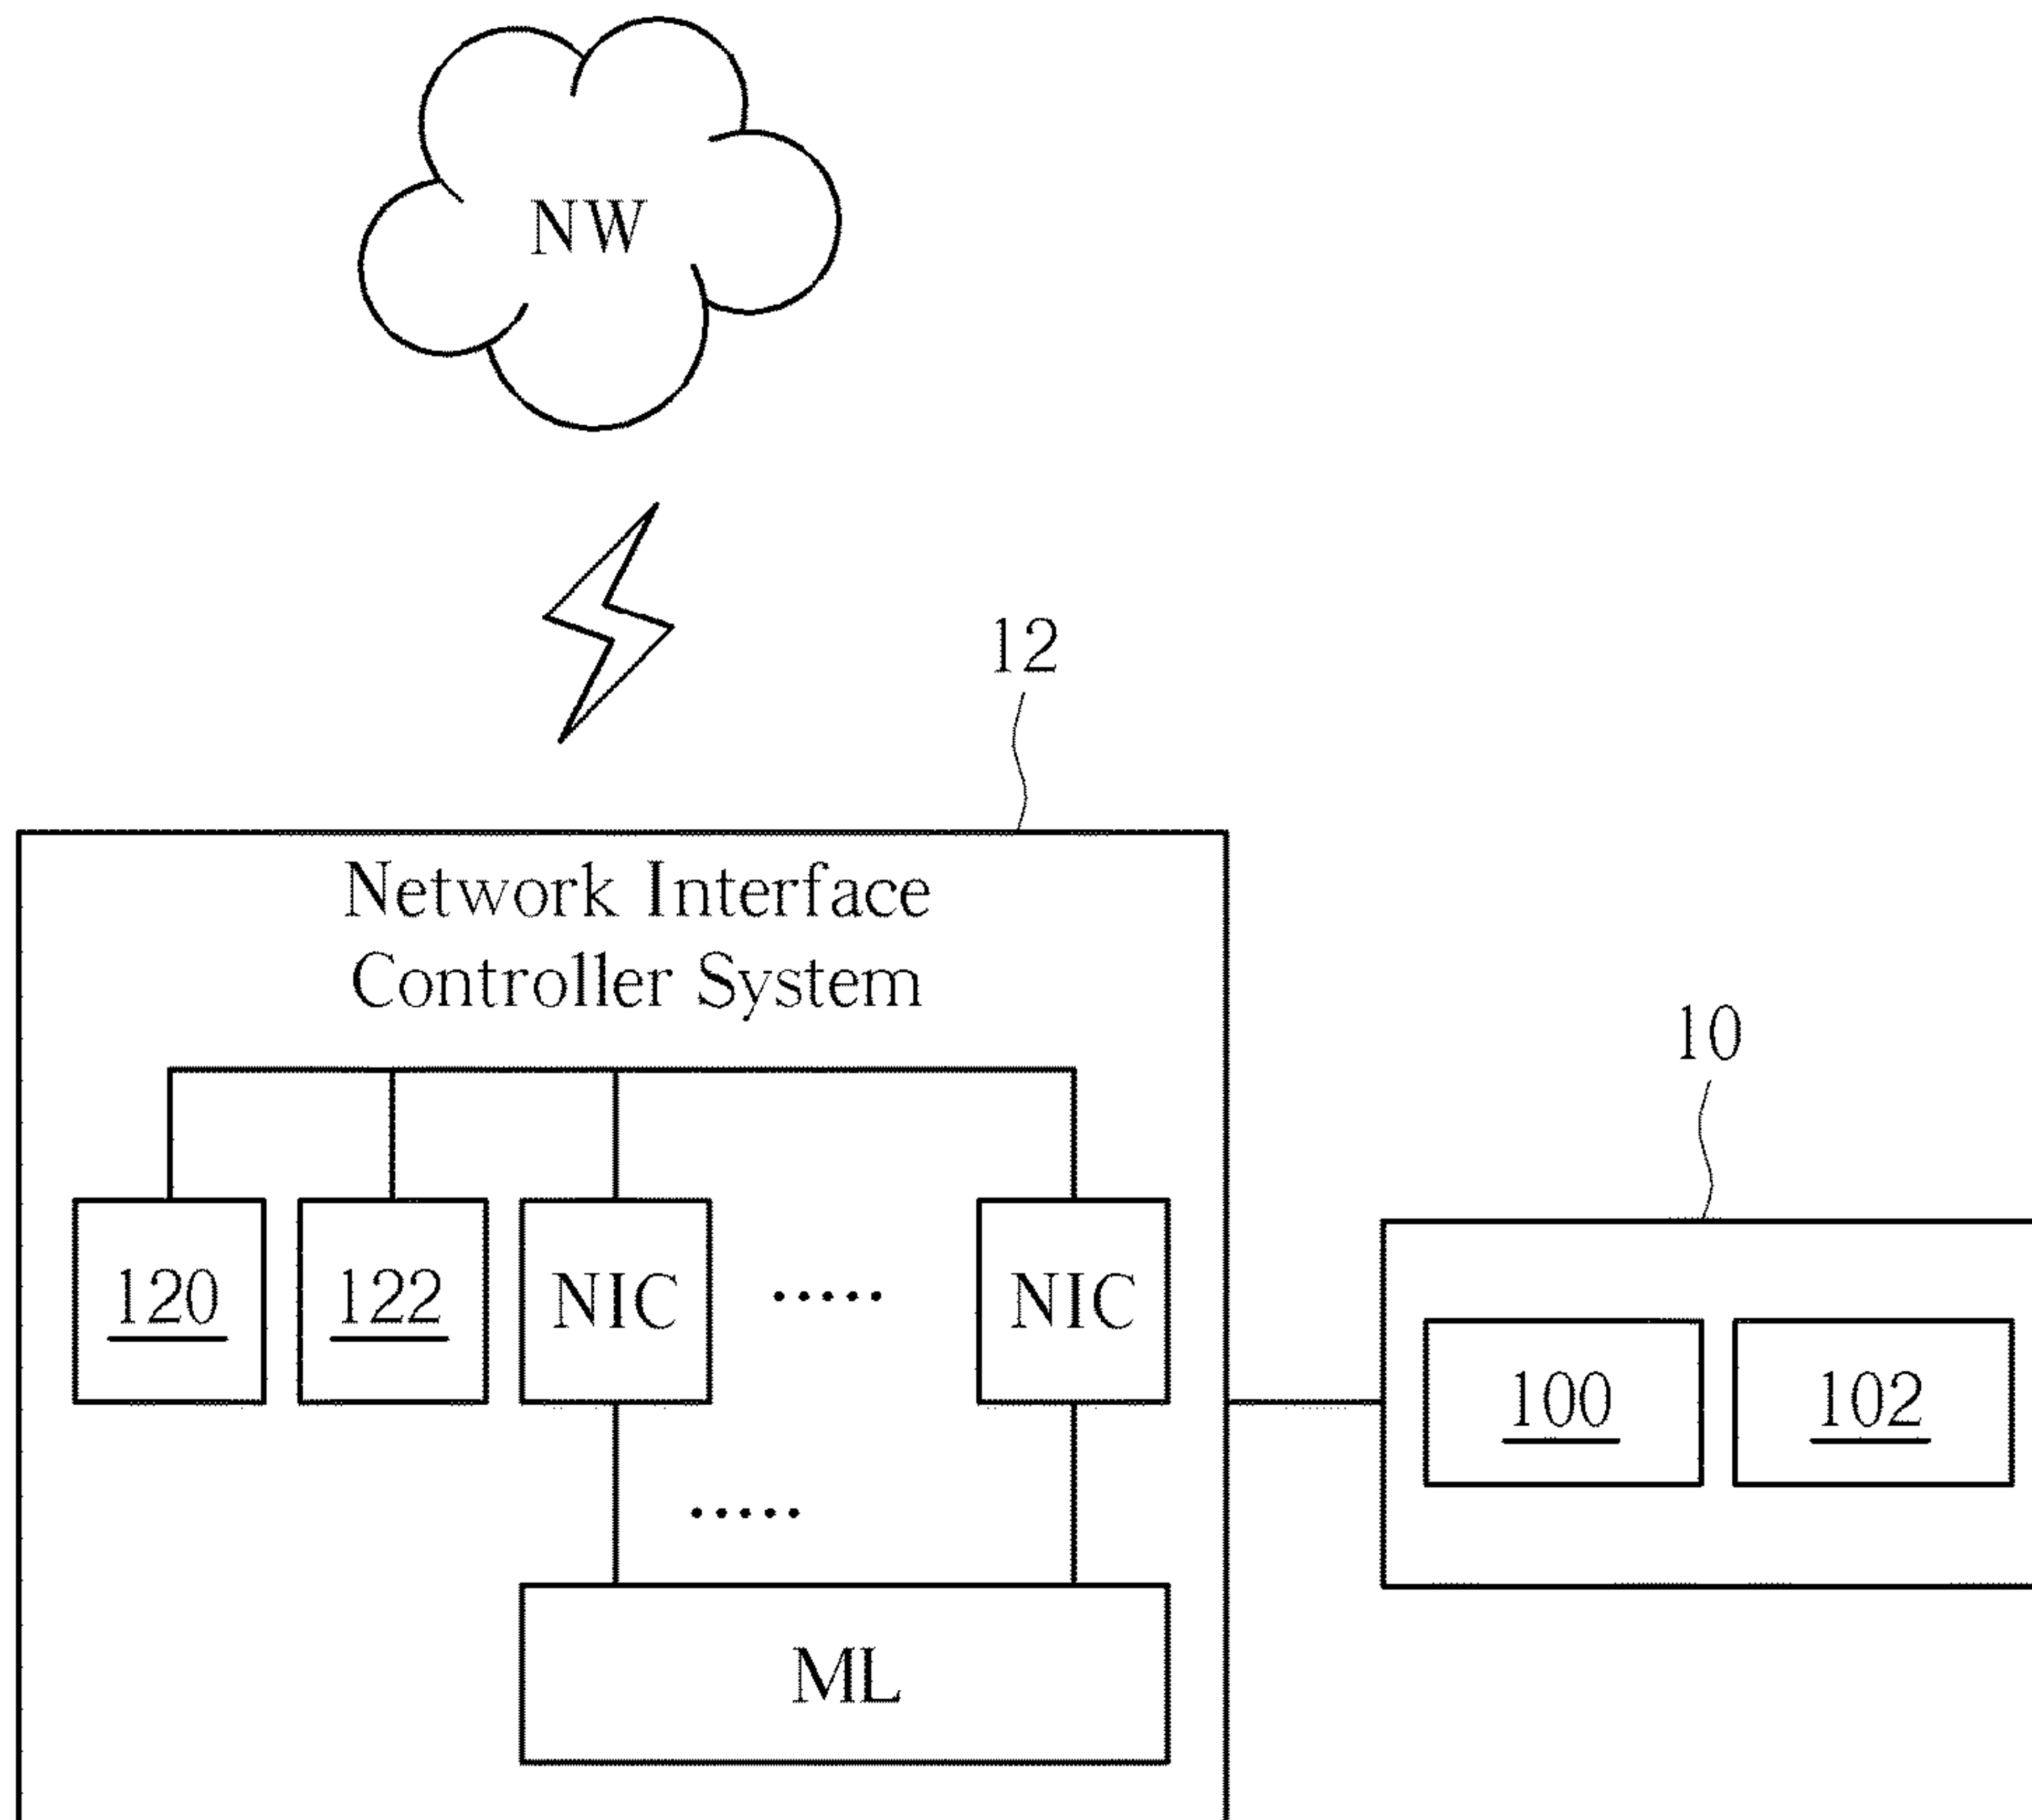 NW
12
Network Interface
Controller System
10
120
122
NIC
.....
NIC
100
102
.....
ML